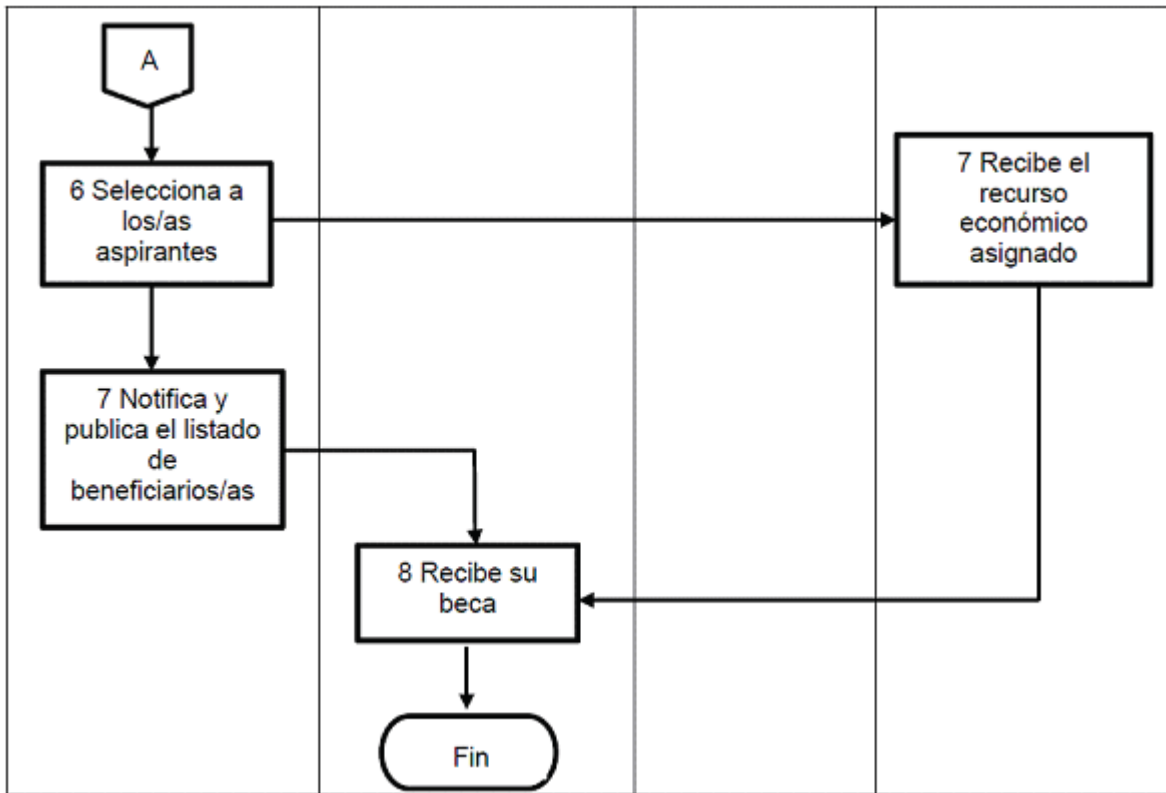 A
6 Selecciona a
los/as
aspirantes
7 Recibe el
recurso
económico
asignado
7 Notifica y
publica el listado
de
beneficiarios/as
8 Recibe su
beca
Fin